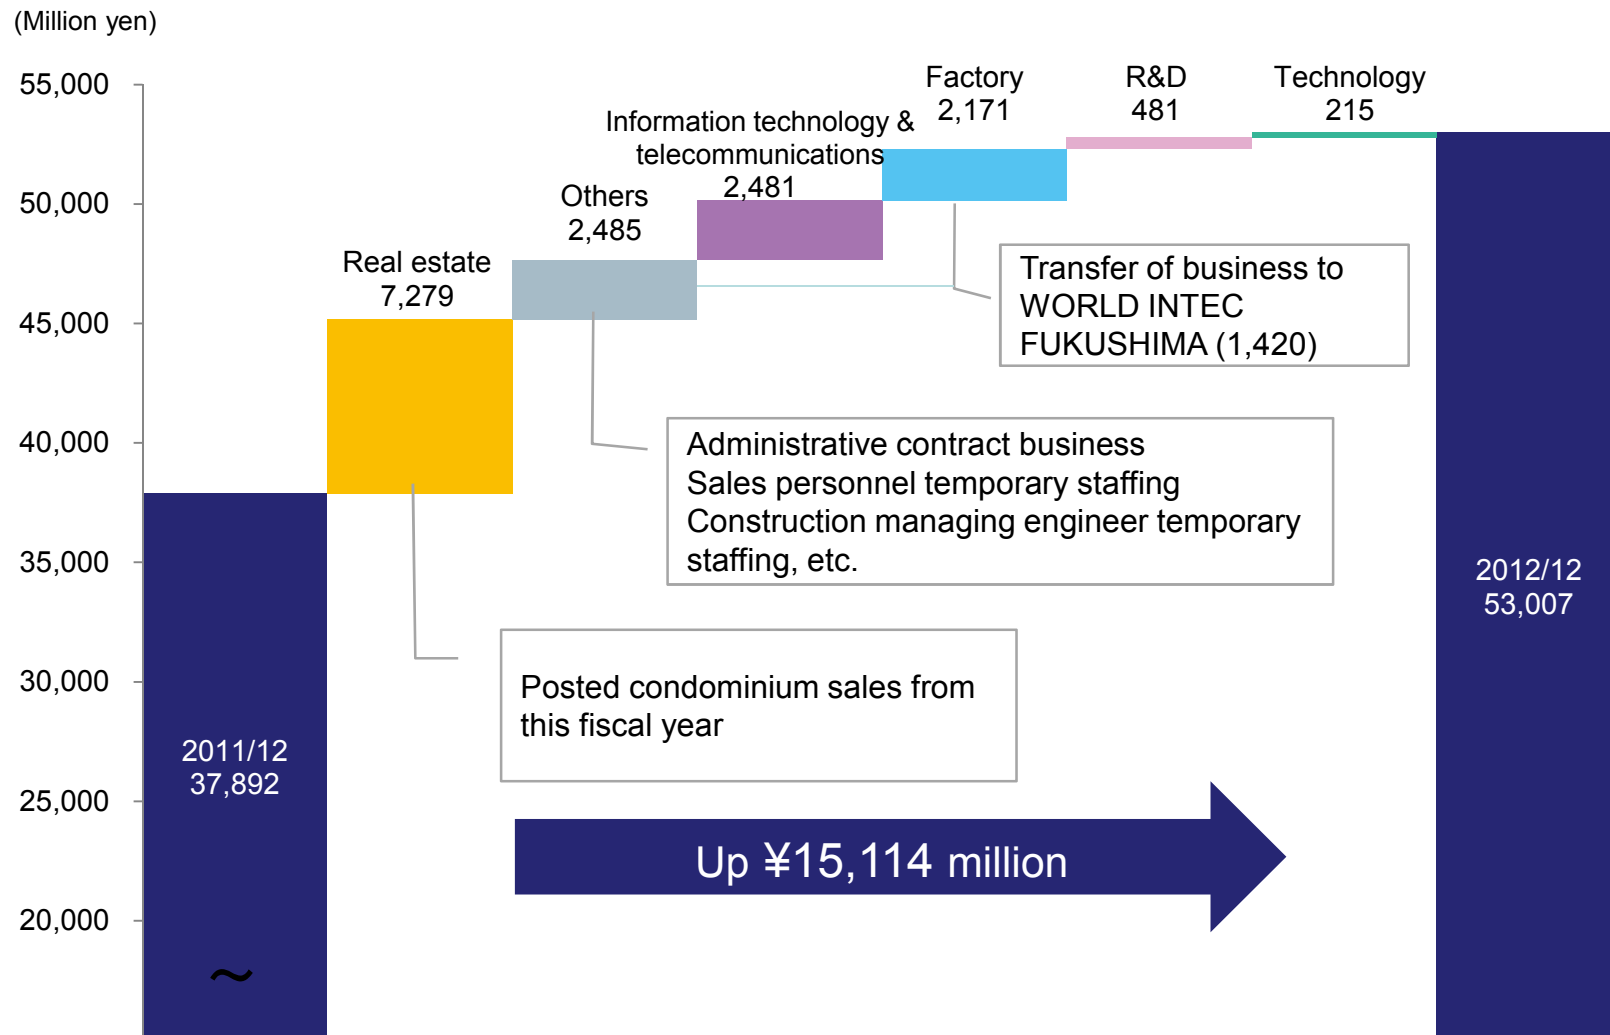 (Million yen)
55,000
50,000
45,000
40,000
35,000
30,000
25,000
20,000
2011/12
37,892
~
Real estate
7,279
Others
2,485
Information technology &
telecommunications
2,481
Factory
2,171
R&D
481
Technology
215
2012/12
53,007
Transfer of business to
WORLD INTEC
FUKUSHIMA (1,420)
Administrative contract business
Sales personnel temporary staffing
Construction managing engineer temporary
staffing, etc.
Posted condominium sales from
this fiscal year
Up ¥15,114 million